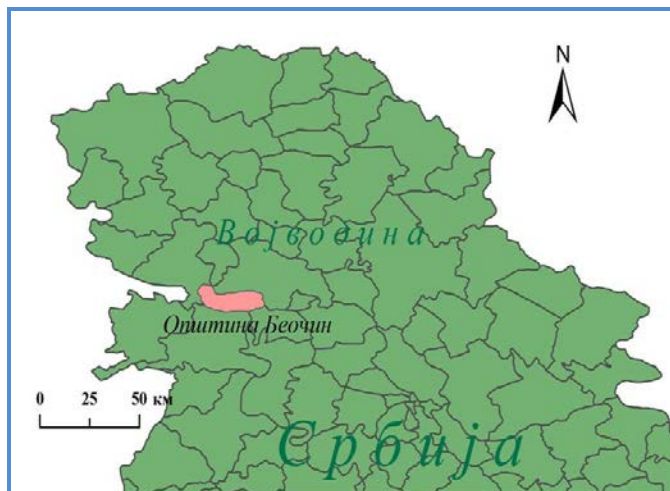 N
Војводина
Општина Беочин
0 25 50 км
Србија